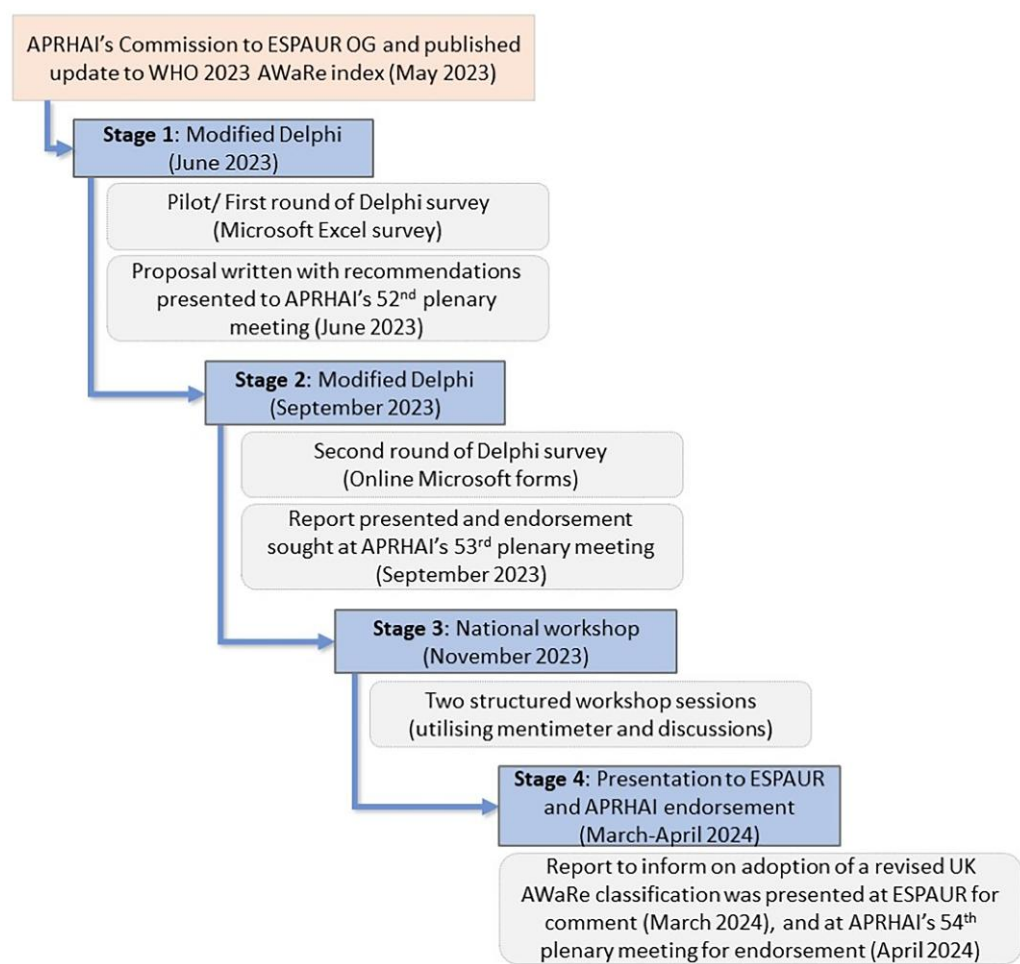 APRHAI's Commission to ESPAUR OG and published
update to WHO 2023 AWaRe index (May 2023)
Stage 1: Modified Delphi
(June 2023)
Pilot/ First round of Delphi survey
(Microsoft Excel survey)
Proposal written with recommendations
presented to APRHAI's 52nd plenary
meeting (June 2023)
Stage 2: Modified Delphi
(September 2023)
Second round of Delphi survey
(Online Microsoft forms)
Report presented and endorsement
sought at APRHAI's 53rd plenary meeting
(September 2023)
Stage 3: National workshop
(November 2023)
Two structured workshop sessions
(utilising mentimeter and discussions)
Stage 4: Presentation to ESPAUR
and APRHAI endorsement
(March-April 2024)
Report to inform on adoption of a revised UK
AWaRe classification was presented at ESPAUR for
comment (March 2024), and at APRHAI's 54th
plenary meeting for endorsement (April 2024)